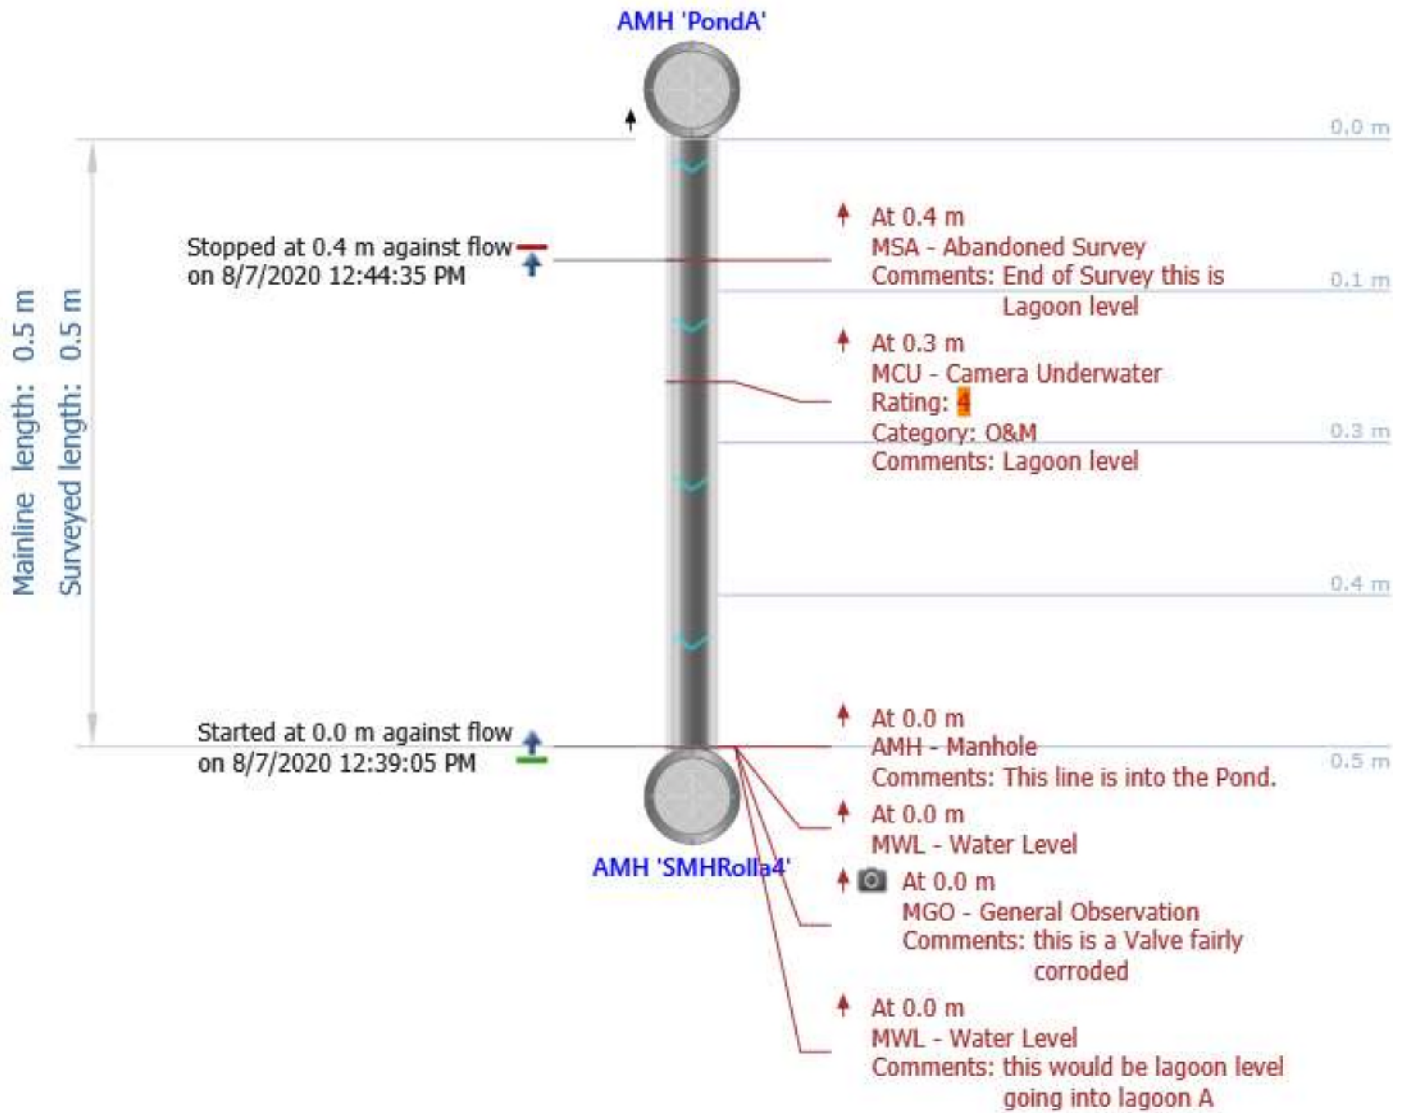 AMH 'PondA'
0.0 m
At 0.4 m
MSA - Abandoned Survey
Comments: End of Survey this is
Lagoon level
Stopped at 0.4 m against flow
on 8/7/2020 12:44:35 PM
0.1 m
At 0.3 m
MCU - Camera Underwater
Rating: 4
Category: O&M
Comments: Lagoon level
0.3 m
Mainline length: 0.5 m
Surveyed length: 0.5 m
0.4 m
Started at 0.0 m against flow
on 8/7/2020 12:39:05 PM
At 0.0 m
AMH - Manhole
Comments: This line is into the Pond.
0.5 m
At 0.0 m
MWL - Water Level
AMH 'SMHRolla4'
At 0.0 m
MGO - General Observation
Comments: this is a Valve fairly
corroded
At 0.0 m
MWL - Water Level
Comments: this would be lagoon level
going into lagoon A